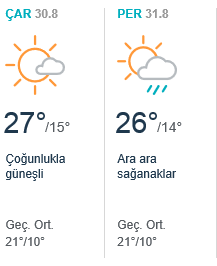 ÇAR 30.8
27°/15°
Çoğunlukla
güneşli
Geç. Ort.
21°/10°
PER 31.8
26°/14°
Ara ara
sağanaklar
Geç. Ort.
21°/10°